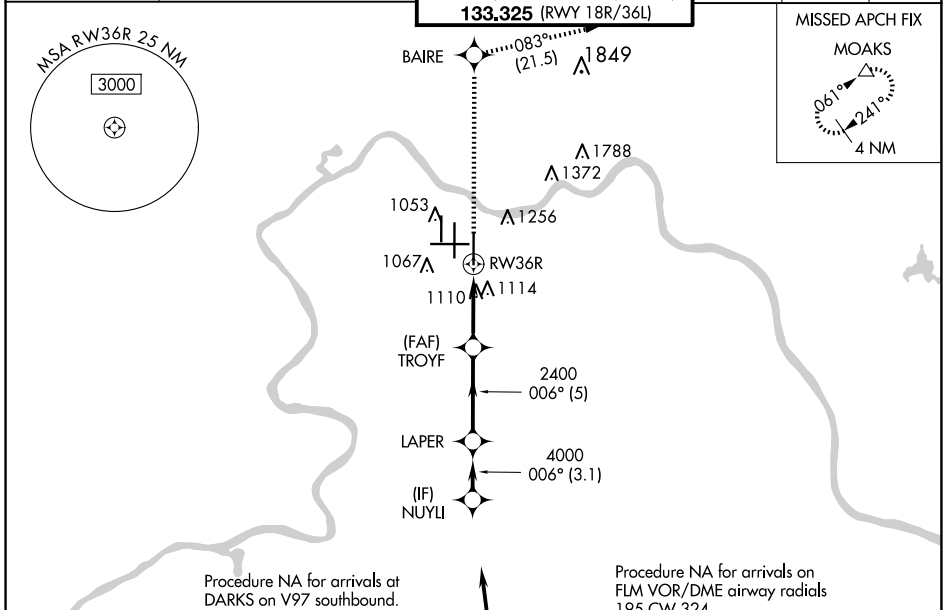 133.325 (RWY 18R/36L)
MSA RW36R 25 NM
3000
BAIRE
083°
(21.5)
1849
MISSED APCH FIX
MOAKS
061°
241°
4 NM
1788
1372
1053
1256
1067
RW36R
1110
1114
(FAF)
TROYF
2400
006° (5)
LAPER
4000
006° (3.1)
(IF)
NUYLI
Procedure NA for arrivals at
DARKS on V97 southbound.
Procedure NA for arrivals on
FLM VOR/DME airway radials
195 CW 324